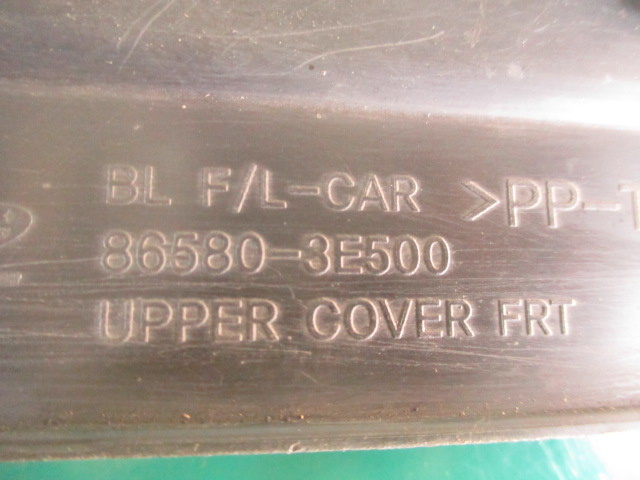 BL F/L-CAR >PP-T
86580-3E500
UPPER COVER FRT